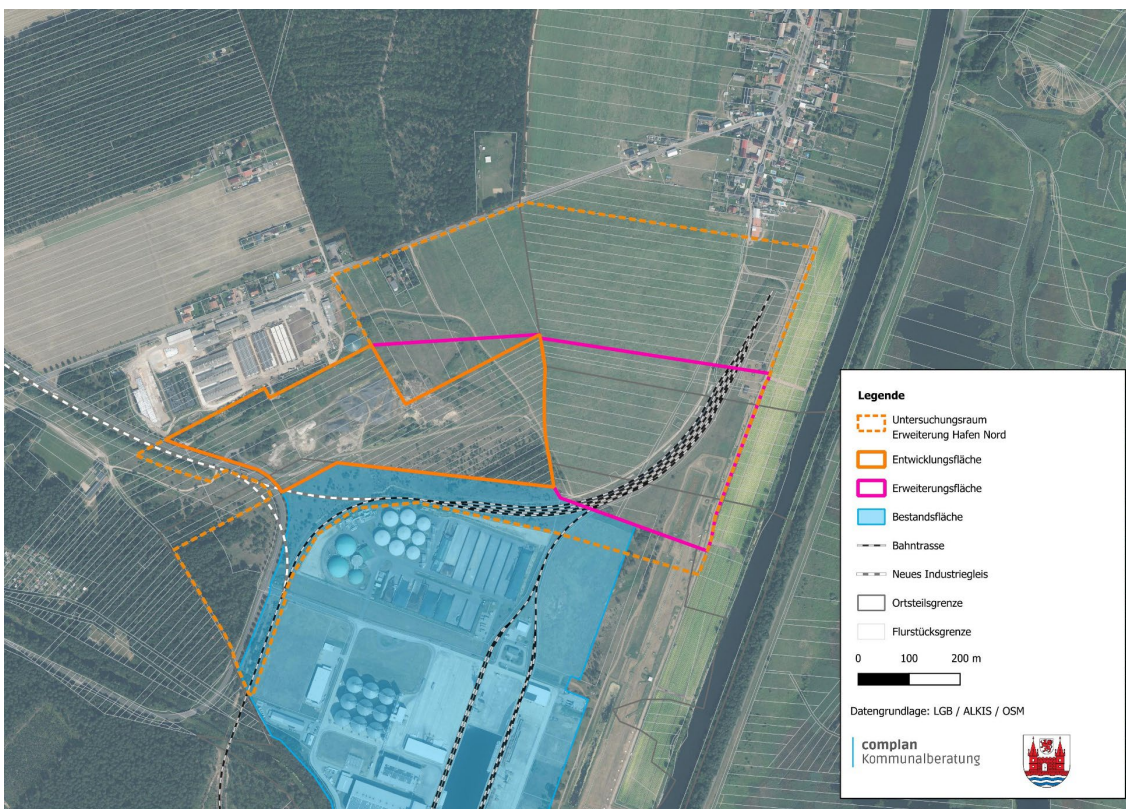 Legende
Untersuchungsraum
Erweiterung Hafen Nord
Entwicklungsfläche
Erweiterungsfläche
Bestandsfläche
Bahntrasse
Neues Industriegleis
Ortsteilsgrenze
Flurstücksgrenze
0 100 200 m
Datengrundlage: LGB / ALKIS / OSM
complan
Kommunalberatung